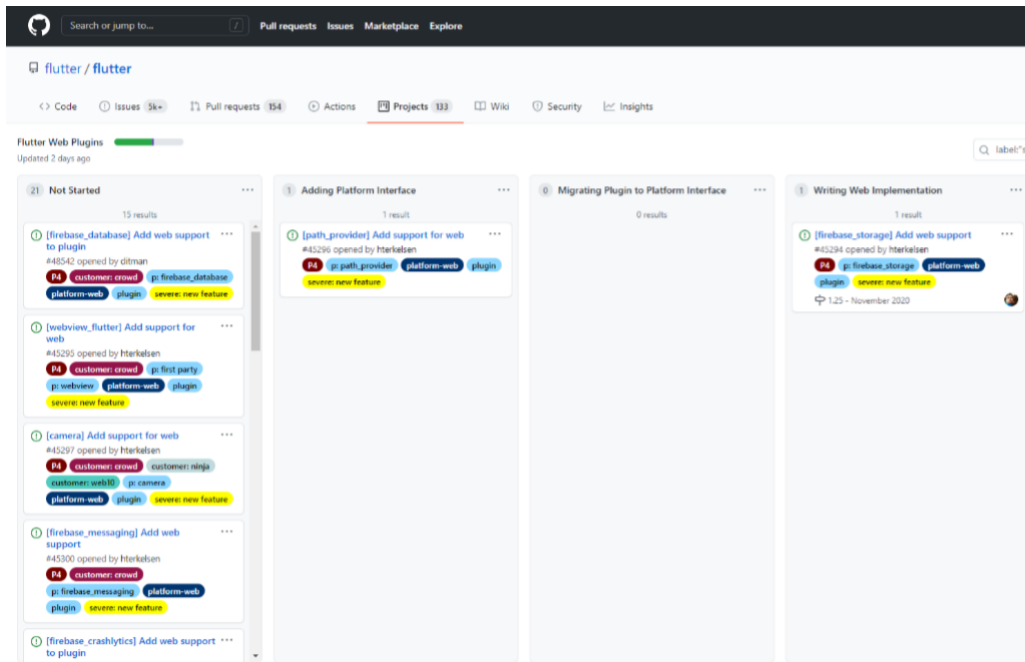 Search or jump to... /
Pull requests Issues Marketplace Explore
flutter / flutter
<> Code Issues 5k+ Pull requests 154 Actions Projects 133 Wiki Security Insights
Flutter Web Plugins
Updated 2 days ago
label:"s
21 Not Started ...
15 results
[firebase_database] Add web support ...
to plugin
#48542 opened by ditman
P4 customer: crowd p: firebase_database
platform-web plugin severe: new feature
[webview_flutter] Add support for ...
web
#45295 opened by hterkelsen
P4 customer: crowd p: first party
p: webview platform-web plugin
severe: new feature
[camera] Add support for web ...
#45297 opened by hterkelsen
P4 customer: crowd customer: ninja
customer: web10 p: camera
platform-web plugin severe: new feature
[firebase_messaging] Add web ...
support
#45300 opened by hterkelsen
P4 customer: crowd
p: firebase_messaging platform-web
plugin severe: new feature
[firebase_crashlytics] Add web support ...
to plugin
1 Adding Platform Interface ...
1 result
[path_provider] Add support for web ...
#45296 opened by hterkelsen
P4 p: path_provider platform-web plugin
severe: new feature
0 Migrating Plugin to Platform Interface ...
0 results
1 Writing Web Implementation ...
1 result
[firebase_storage] Add web support ...
#45294 opened by hterkelsen
P4 p: firebase_storage platform-web
plugin severe: new feature
1.25 - November 2020